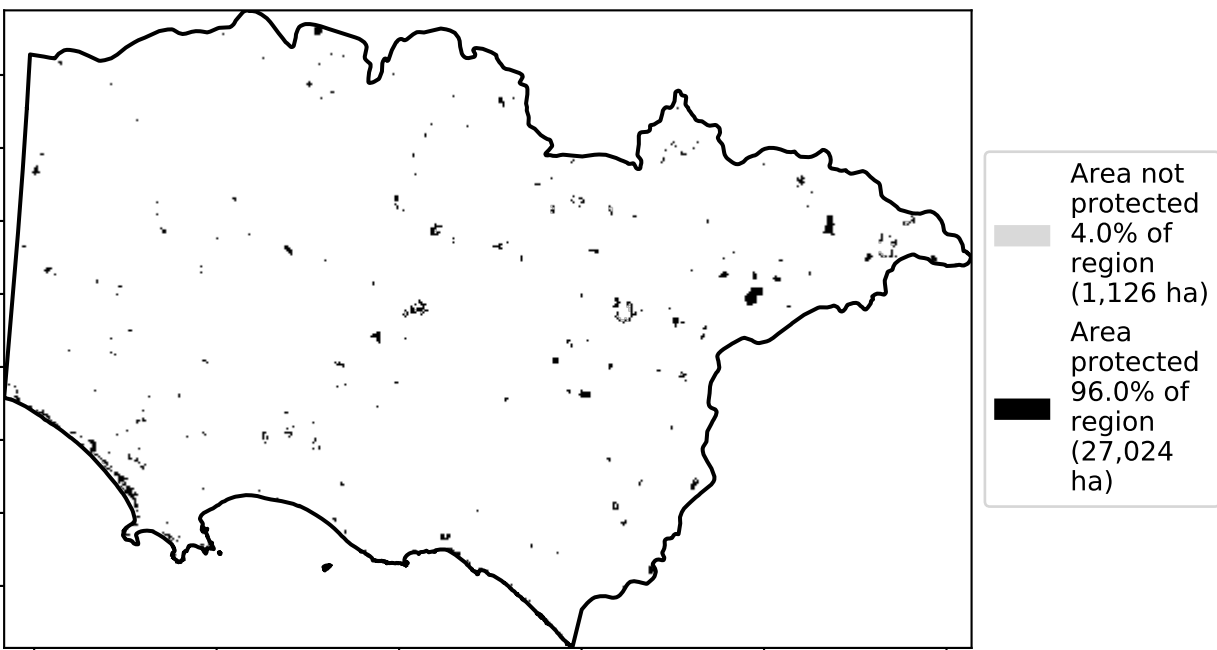 Area not
protected
4.0% of
region
(1,126 ha)
Area
protected
96.0% of
region
(27,024
ha)